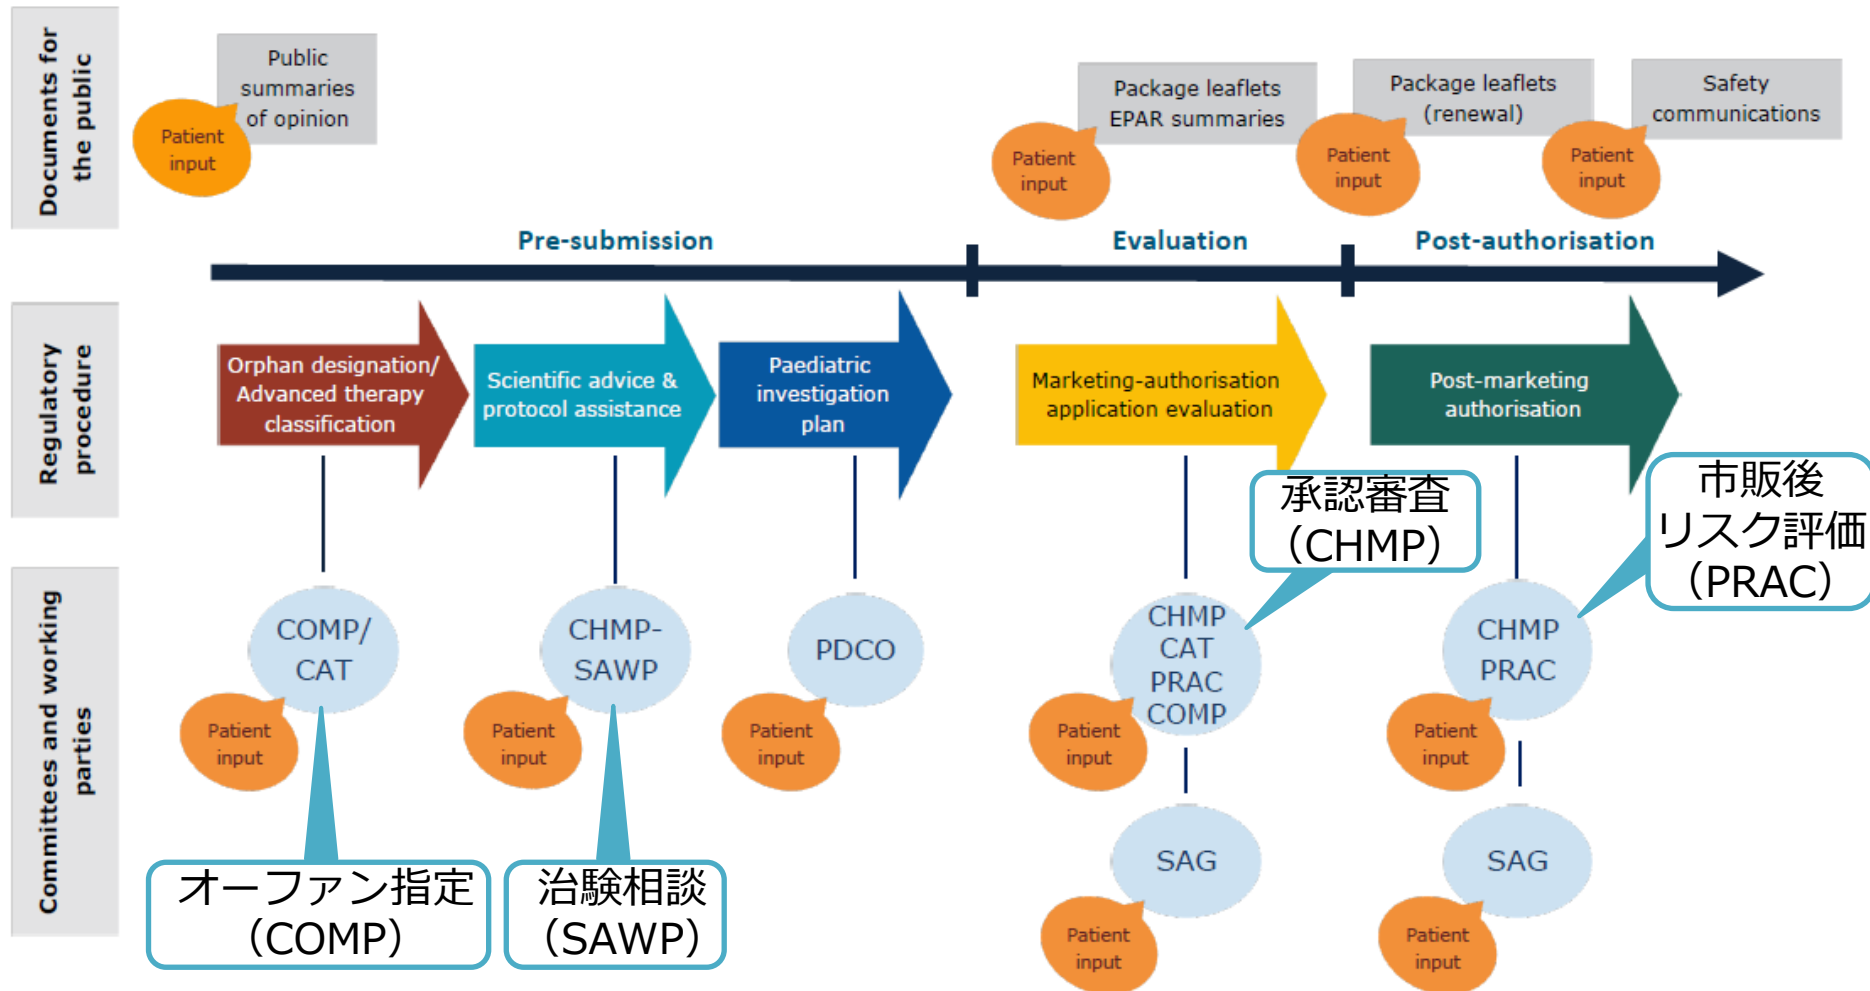 Documents for
the public
Public
summaries
of opinion
Patient
input
Package leaflets
EPAR summaries
Patient
input
Package leaflets
(renewal)
Patient
input
Safety
communications
Patient
input
Pre-submission
Evaluation
Post-authorisation
Regulatory
procedure
Orphan designation/
Advanced therapy
classification
Scientific advice &
protocol assistance
Paediatric
investigation
plan
Marketing-authorisation
application evaluation
Post-marketing
authorisation
承認審査
（CHMP）
市販後
リスク評価
（PRAC）
Committees and working
parties
COMP/
CAT
Patient
input
CHMP-
SAWP
Patient
input
PDCO
Patient
input
CHMP
CAT
PRAC
COMP
Patient
input
CHMP
PRAC
Patient
input
SAG
Patient
input
SAG
Patient
input
オーファン指定
（COMP）
治験相談
（SAWP）